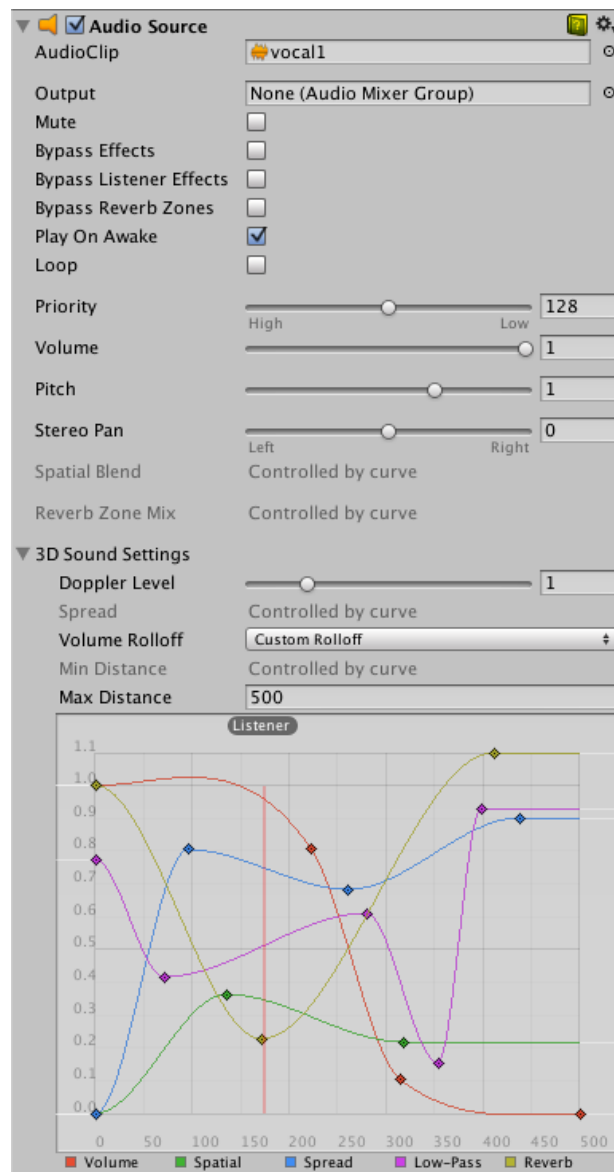 Audio Source
AudioClip vocal1
Output None (Audio Mixer Group)
Mute
Bypass Effects
Bypass Listener Effects
Bypass Reverb Zones
Play On Awake
Loop
Priority 128
High Low
Volume 1
Pitch 1
Stereo Pan 0
Left Right
Spatial Blend Controlled by curve
Reverb Zone Mix Controlled by curve
3D Sound Settings
Doppler Level 1
Spread Controlled by curve
Volume Rolloff Custom Rolloff
Min Distance Controlled by curve
Max Distance 500
Listener
1.1
1.0
0.9
0.8
0.7
0.6
0.5
0.4
0.3
0.2
0.1
0.0
0 50 100 150 200 250 300 350 400 450 500
Volume Spatial Spread Low-Pass Reverb